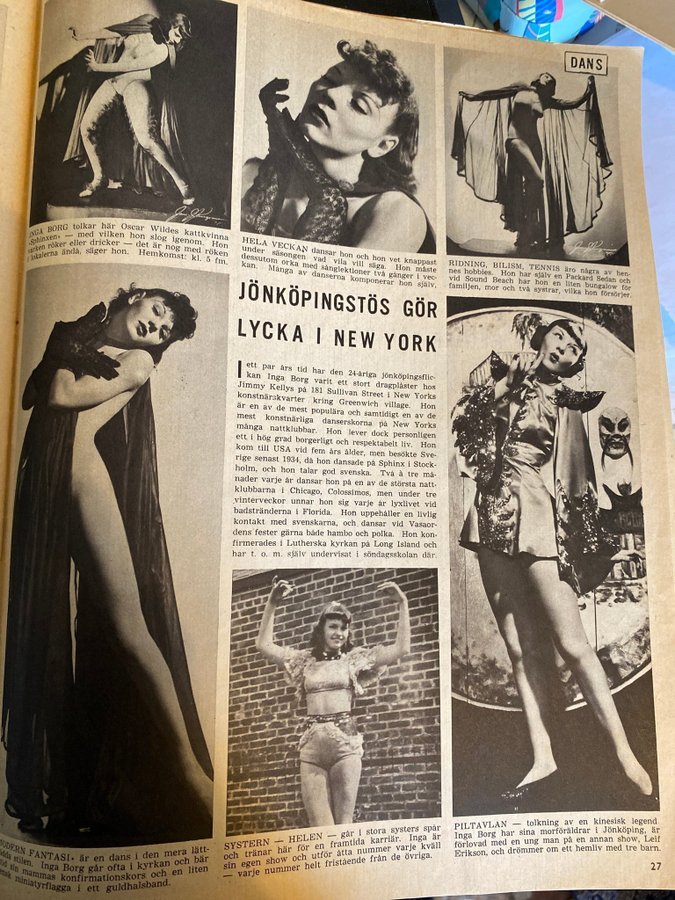 DANS
INGA BORG tolkar här Oscar Wildes kattkvinna
»Sphinxen» — med vilken hon slog igenom. Hon
varken röker eller dricker — det är nog med röken
i lokalerna ändå, säger hon. Hemkomst: kl. 5 fm.
HELA VECKAN dansar hon och hon vet knappast
under säsongen vad vila vill säga. Hon måste
dessutom orka med sånglektioner två gånger i vec-
kan. Många av danserna komponerar hon själv.
RIDNING, BILISM, TENNIS äro några av hen-
nes hobbies. Hon har själv en Packard Sedan och
vid Sound Beach har hon en liten bungalow för
familjen, mor och två systrar, vilka hon försörjer.
JÖNKÖPINGSTÖS GÖR
LYCKA I NEW YORK
I ett par års tid har den 24-åriga jönköpingsflic-
kan Inga Borg varit ett stort dragplåster hos
Jimmy Kellys på 181 Sullivan Street i New Yorks
konstnärskvarter kring Greenwich village. Hon
är en av de mest populära och samtidigt en av de
mest konstnärliga danserskorna på New Yorks
många nattklubbar. Hon lever dock personligen
ett i hög grad borgerligt och respektabelt liv. Hon
kom till USA vid fem års ålder, men besökte Sve-
rige senast 1934, då hon dansade på Sphinx i Stock-
holm, och hon talar god svenska. Två à tre må-
nader varje år dansar hon på en av de största natt-
klubbarna i Chicago, Colossimos, men under tre
vinterveckor unnar hon sig varje år lyxlivet vid
badstränderna i Florida. Hon uppehåller en livlig
kontakt med svenskarna, och dansar vid Vasaor-
dens fester gärna både hambo och polka. Hon kon-
firmerades i Lutherska kyrkan på Long Island och
har t. o. m. själv undervisat i söndagsskolan där.
MODERN FANTASI» är en dans i den mera lätt-
klädda stilen. Inga Borg går ofta i kyrkan och bär
sin mammas konfirmationskors och en liten
svensk miniatyrflagga i ett guldhalsband.
SYSTERN — HELEN — går i stora systers spår
och tränar här för en framtida karriär. Inga är
sin egen show och utför åtta nummer varje kväll
— varje nummer helt fristående från de övriga.
PILTAVLAN — tolkning av en kinesisk legend
Inga Borg har sina morföräldrar i Jönköping, är
förlovad med en ung man på en annan show, Leif
Erikson, och drömmer om ett hemliv med tre barn.
27